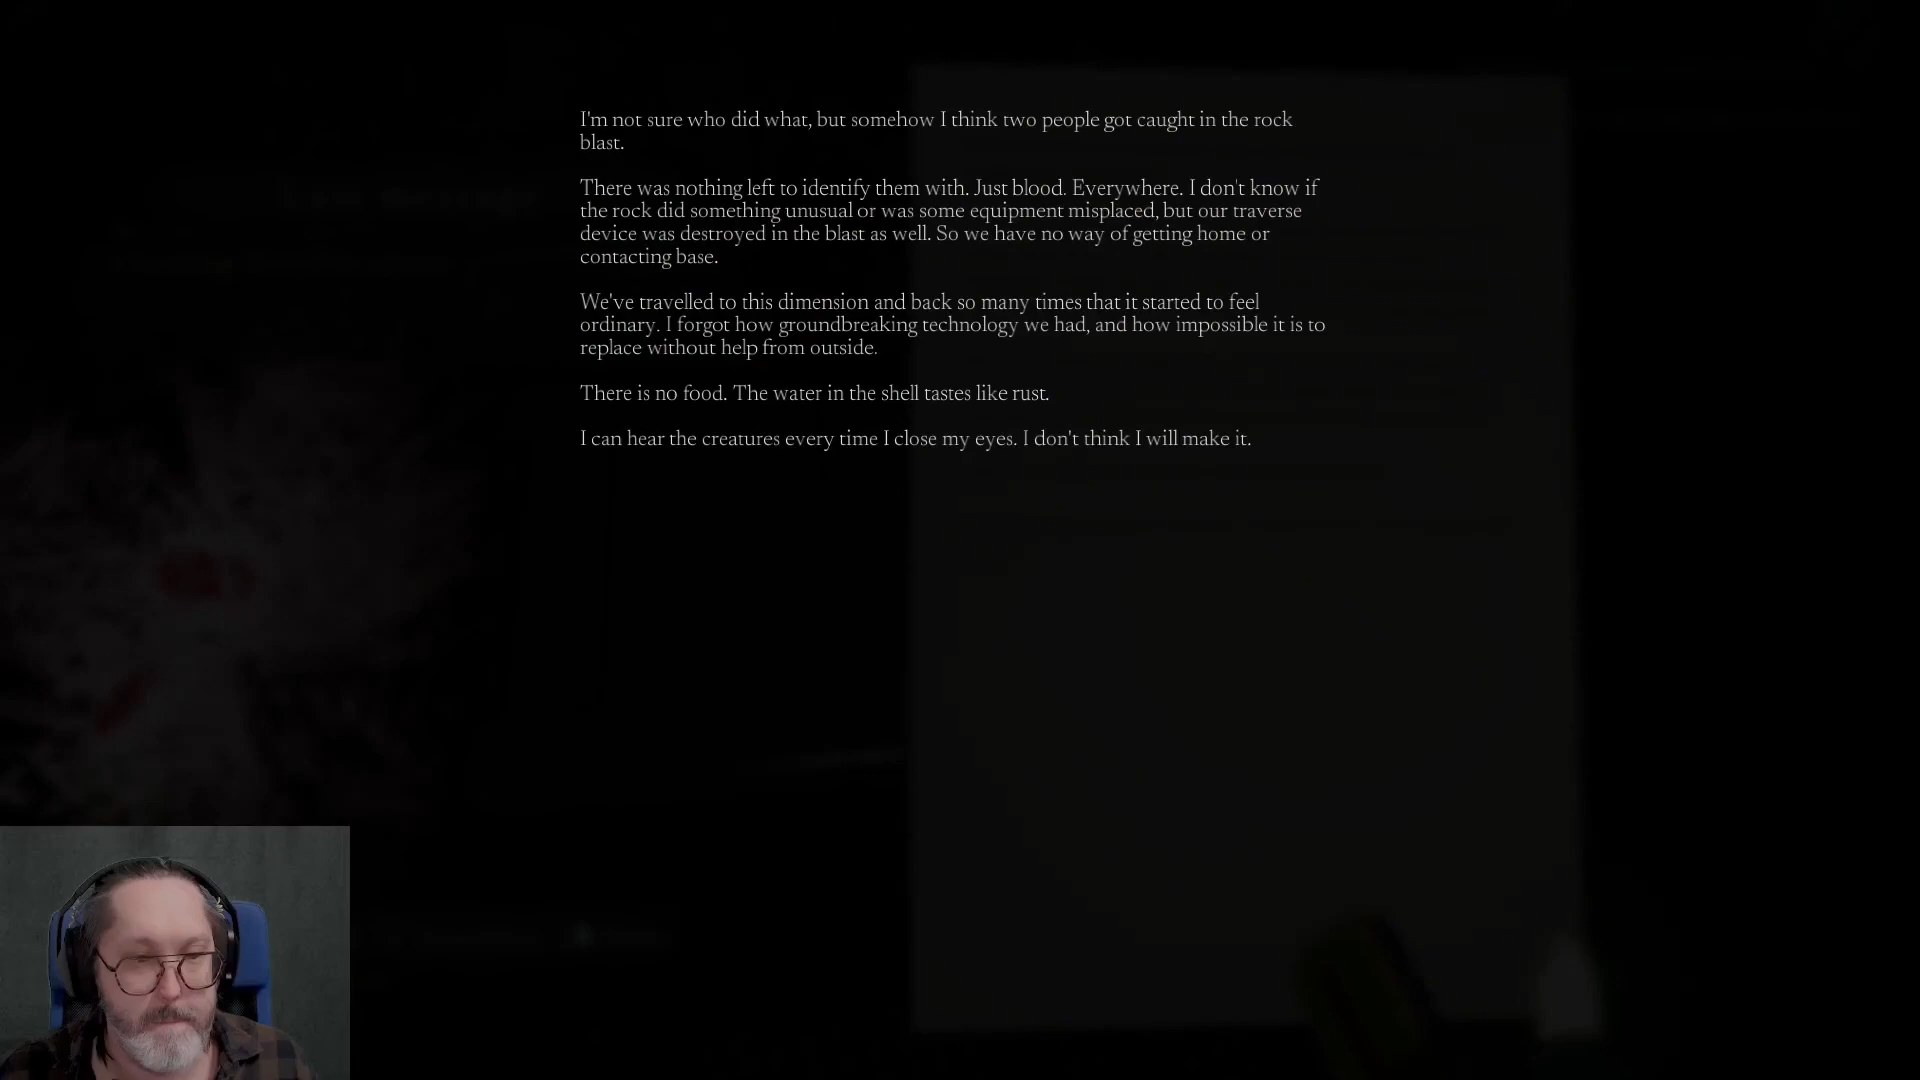 I'm not sure who did what, but somehow I think two people got caught in the rock
blast.
There was nothing left to identify them with. Just blood. Everywhere. I don't know if
the rock did something unusual or was some equipment misplaced, but our traverse
device was destroyed in the blast as well. So we have no way of getting home or
contacting base.
We've travelled to this dimension and back so many times that it started to feel
ordinary. I forgot how groundbreaking technology we had, and how impossible it is to
replace without help from outside.
There is no food. The water in the shell tastes like rust.
I can hear the creatures every time I close my eyes. I don't think I will make it.